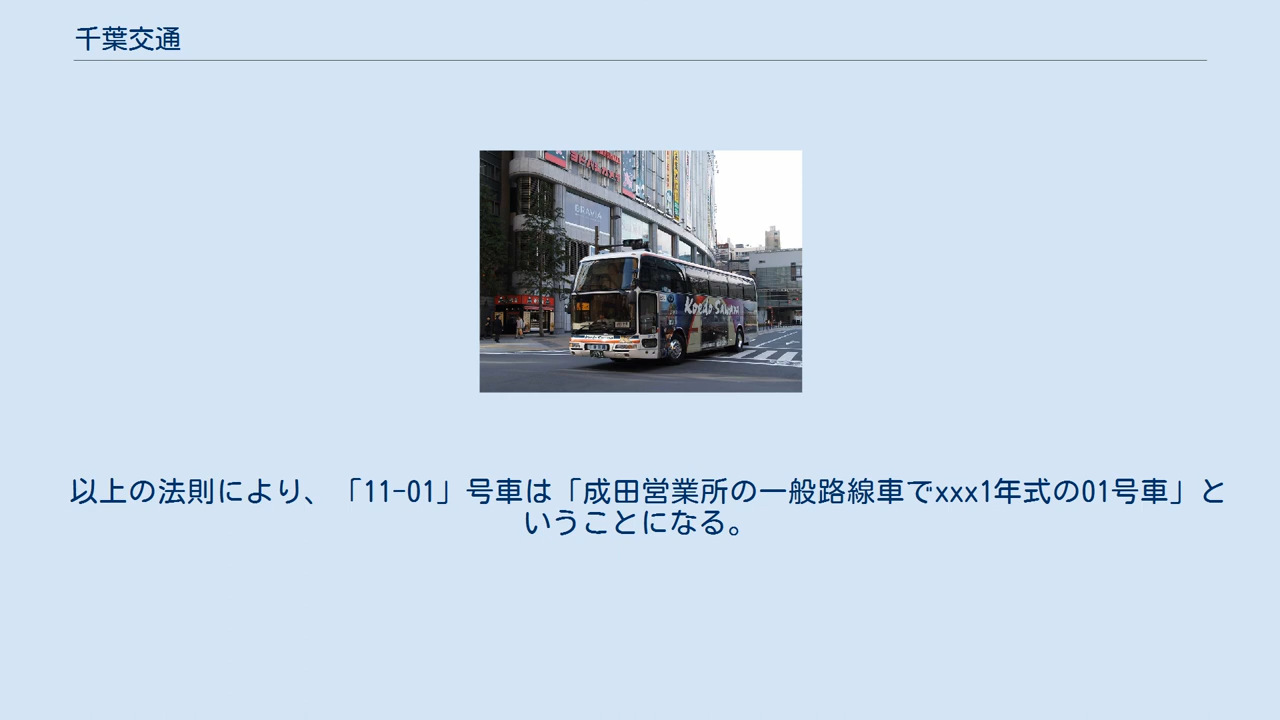 千葉交通
Koedo Sawara
以上の法則により、「11-01」号車は「成田営業所の一般路線車でxxx1年式の01号車」と
いうことになる。